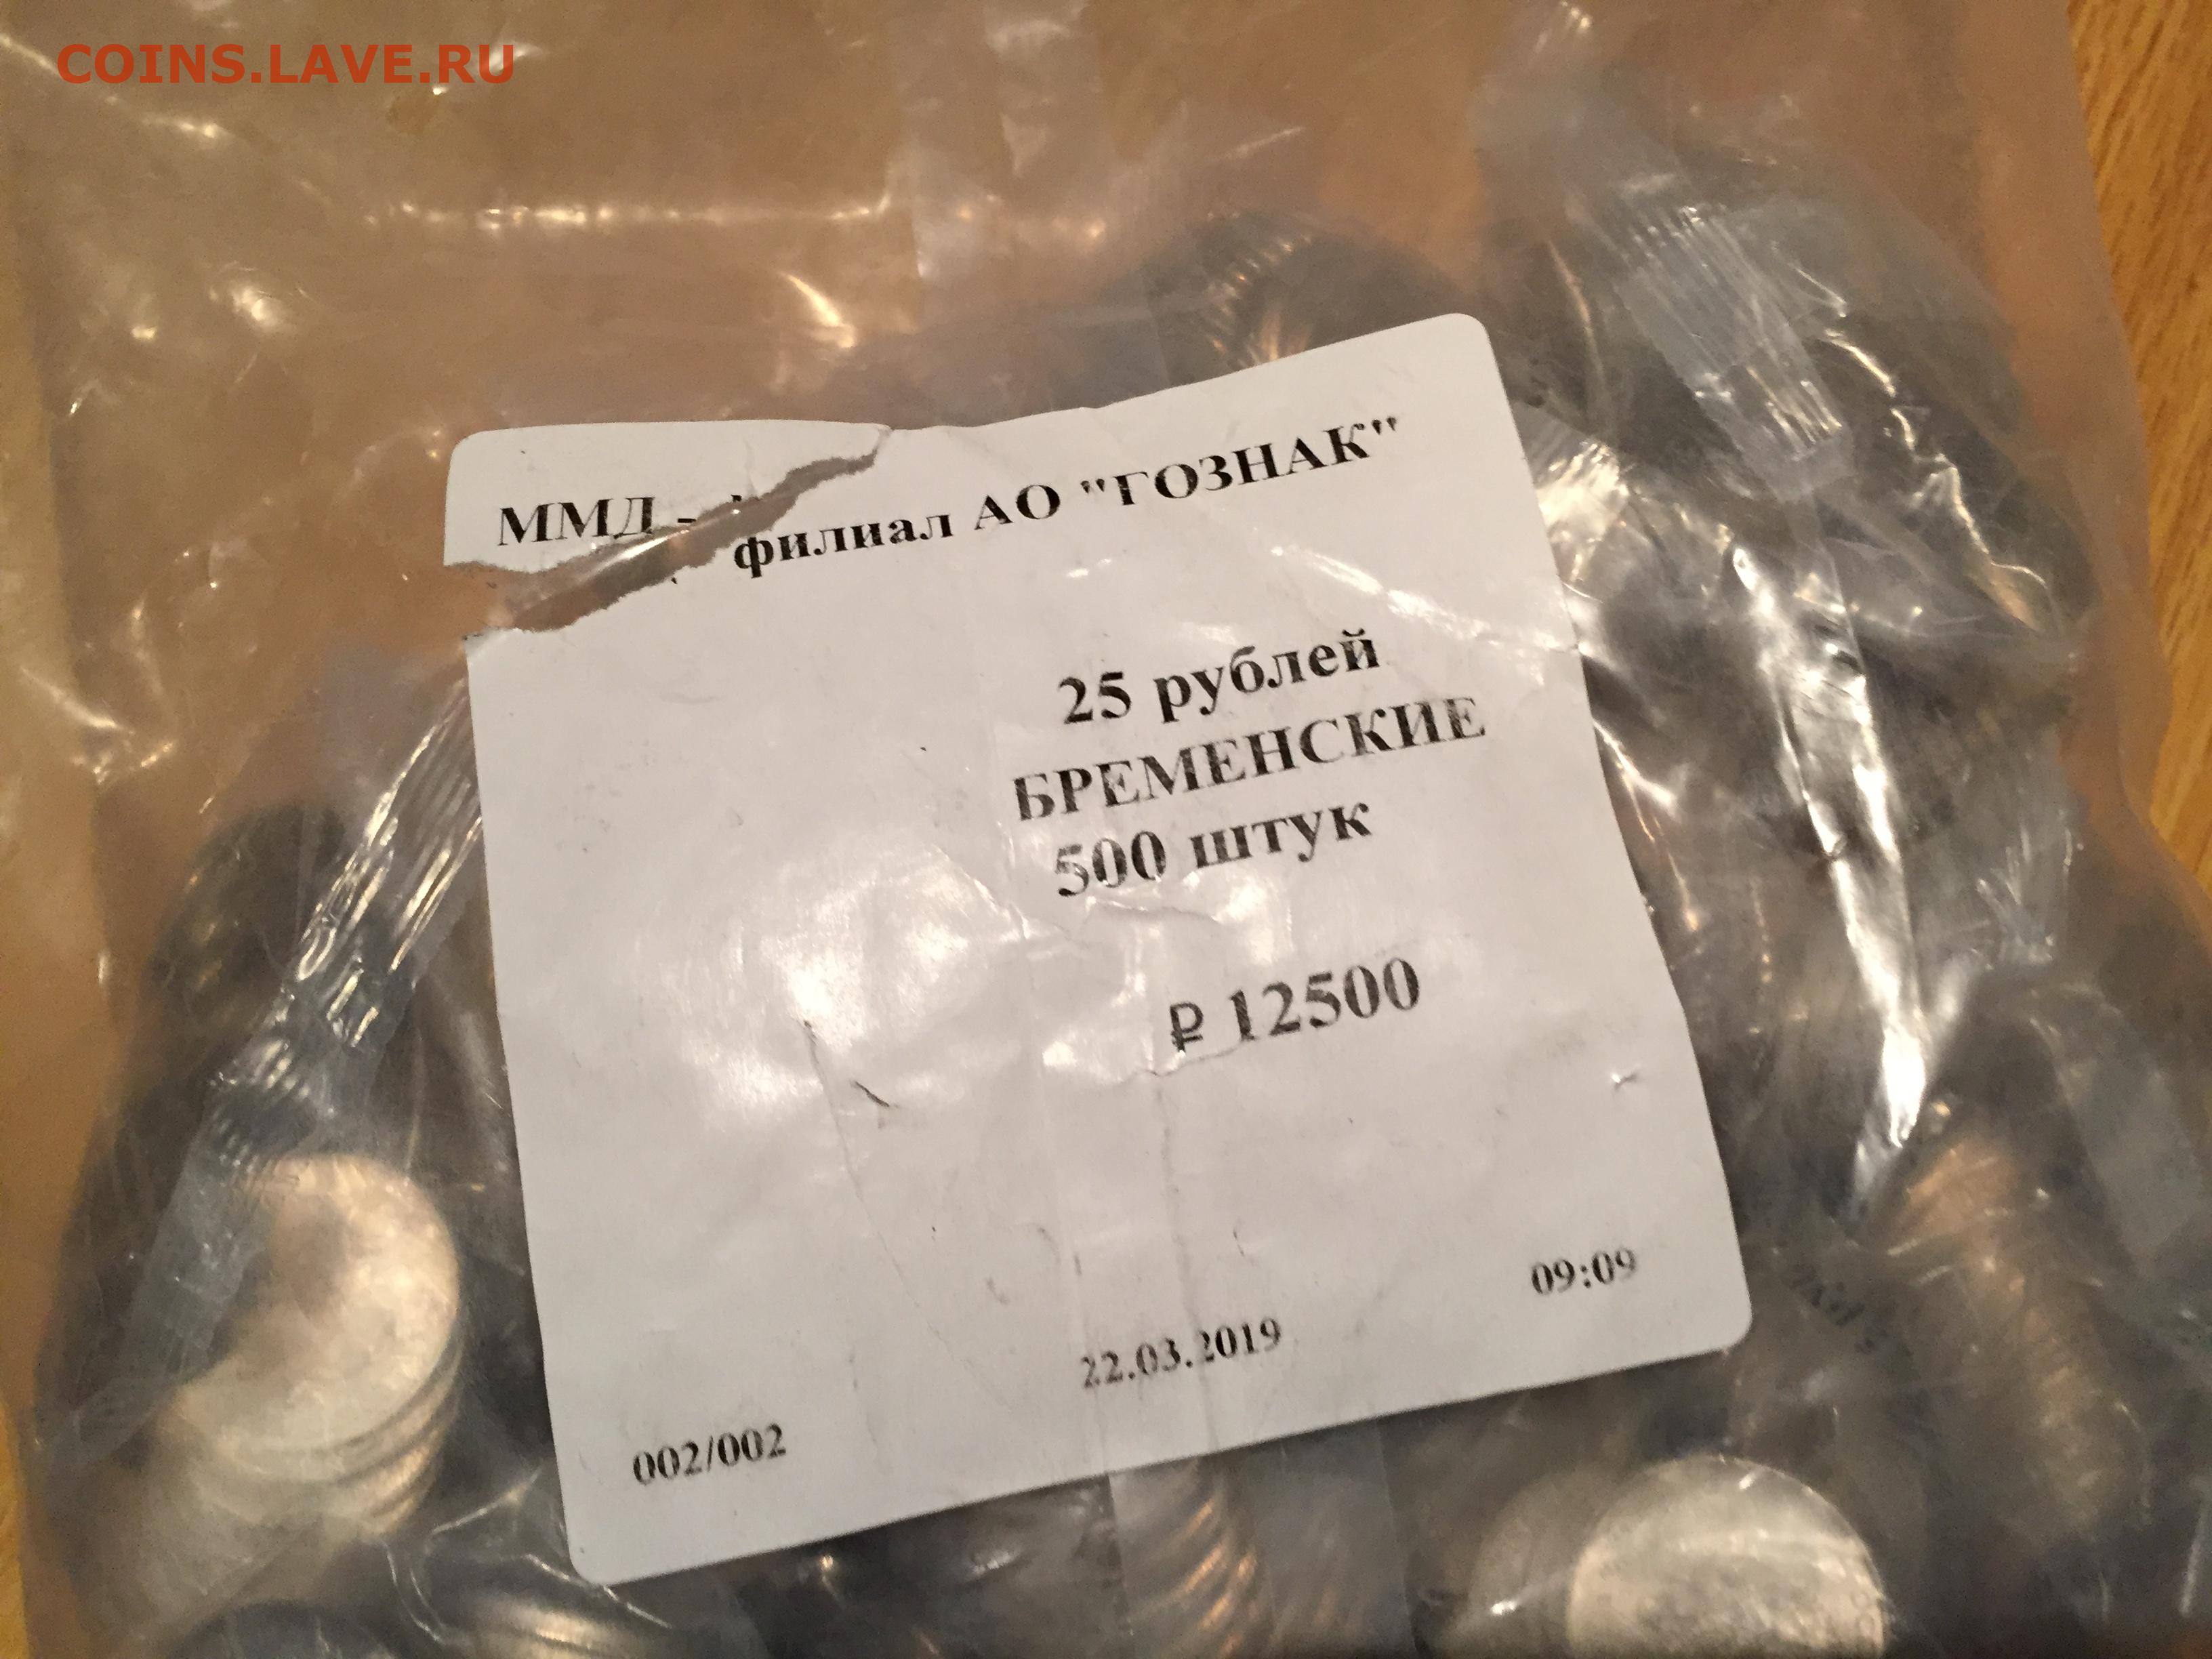 COINS.LAVE.RU
ММД - филиал АО "ГОЗНАК"
25 рублей
БРЕМЕНСКИЕ
500 штук
₽ 12500
09:09
22.03.2019
002/002